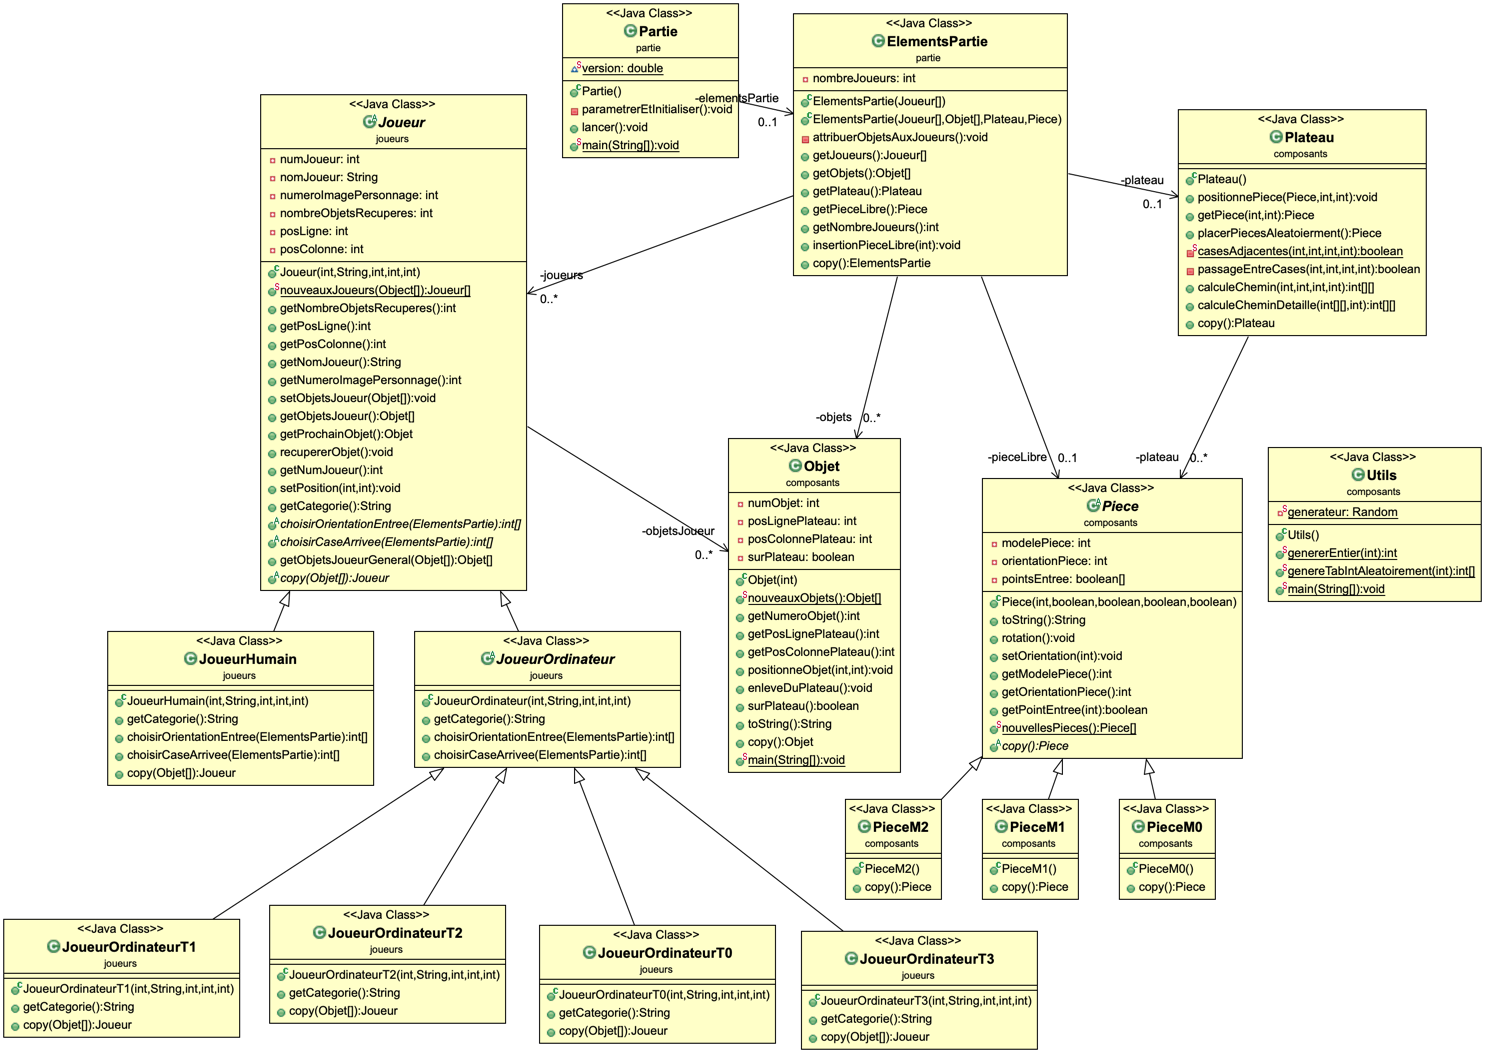 <<Java Class>>
Partie
partie
version: double
Partie()
parametrerEtInitialiser():void
lancer():void
main(String[]):void
-elementsPartie
0..1
<<Java Class>>
ElementsPartie
partie
nombreJoueurs: int
ElementsPartie(Joueur[])
ElementsPartie(Joueur[],Objet[],Plateau,Piece)
attribuerObjetsAuxJoueurs():void
getJoueurs():Joueur[]
getObjets():Objet[]
getPlateau():Plateau
getPieceLibre():Piece
getNombreJoueurs():int
insertionPieceLibre(int):void
copy():ElementsPartie
-plateau
0..1
<<Java Class>>
Plateau
composants
Plateau()
positionnePiece(Piece,int,int):void
getPiece(int,int):Piece
placerPiecesAleatoierment():Piece
casesAdjacentes(int,int,int,int):boolean
passageEntreCases(int,int,int,int):boolean
calculeChemin(int,int,int,int):int[][]
calculeCheminDetaille(int[][],int):int[][]
copy():Plateau
<<Java Class>>
Joueur
joueurs
numJoueur: int
nomJoueur: String
numeroImagePersonnage: int
nombreObjetsRecuperes: int
posLigne: int
posColonne: int
Joueur(int,String,int,int,int)
nouveauxJoueurs(Object[]):Joueur[]
getNombreObjetsRecuperes():int
getPosLigne():int
getPosColonne():int
getNomJoueur():String
getNumeroImagePersonnage():int
setObjetsJoueur(Objet[]):void
getObjetsJoueur():Objet[]
getProchainObjet():Objet
recupererObjet():void
getNumJoueur():int
setPosition(int,int):void
getCategorie():String
choisirOrientationEntree(ElementsPartie):int[]
choisirCaseArrivee(ElementsPartie):int[]
getObjetsJoueurGeneral(Objet[]):Objet[]
copy(Objet[]):Joueur
-joueurs
0..*
-objets
0..*
-pieceLibre
0..1
-plateau
0..*
-objetsJoueur
0..*
<<Java Class>>
Objet
composants
numObjet: int
posLignePlateau: int
posColonnePlateau: int
surPlateau: boolean
Objet(int)
nouveauxObjets():Objet[]
getNumeroObjet():int
getPosLignePlateau():int
getPosColonnePlateau():int
positionneObjet(int,int):void
enleveDuPlateau():void
surPlateau():boolean
toString():String
copy():Objet
main(String[]):void
<<Java Class>>
Piece
composants
modelePiece: int
orientationPiece: int
pointsEntree: boolean[]
Piece(int,boolean,boolean,boolean,boolean)
toString():String
rotation():void
setOrientation(int):void
getModelePiece():int
getOrientationPiece():int
getPointEntree(int):boolean
nouvellesPieces():Piece[]
copy():Piece
<<Java Class>>
Utils
composants
generateur: Random
Utils()
genererEntier(int):int
genereTabIntAleatoirement(int):int[]
main(String[]):void
<<Java Class>>
JoueurHumain
joueurs
JoueurHumain(int,String,int,int,int)
getCategorie():String
choisirOrientationEntree(ElementsPartie):int[]
choisirCaseArrivee(ElementsPartie):int[]
copy(Objet[]):Joueur
<<Java Class>>
JoueurOrdinateur
joueurs
JoueurOrdinateur(int,String,int,int,int)
getCategorie():String
choisirOrientationEntree(ElementsPartie):int[]
choisirCaseArrivee(ElementsPartie):int[]
<<Java Class>>
PieceM2
composants
PieceM2()
copy():Piece
<<Java Class>>
PieceM1
composants
PieceM1()
copy():Piece
<<Java Class>>
PieceM0
composants
PieceM0()
copy():Piece
<<Java Class>>
JoueurOrdinateurT1
joueurs
JoueurOrdinateurT1(int,String,int,int,int)
getCategorie():String
copy(Objet[]):Joueur
<<Java Class>>
JoueurOrdinateurT2
joueurs
JoueurOrdinateurT2(int,String,int,int,int)
getCategorie():String
copy(Objet[]):Joueur
<<Java Class>>
JoueurOrdinateurT0
joueurs
JoueurOrdinateurT0(int,String,int,int,int)
getCategorie():String
copy(Objet[]):Joueur
<<Java Class>>
JoueurOrdinateurT3
joueurs
JoueurOrdinateurT3(int,String,int,int,int)
getCategorie():String
copy(Objet[]):Joueur